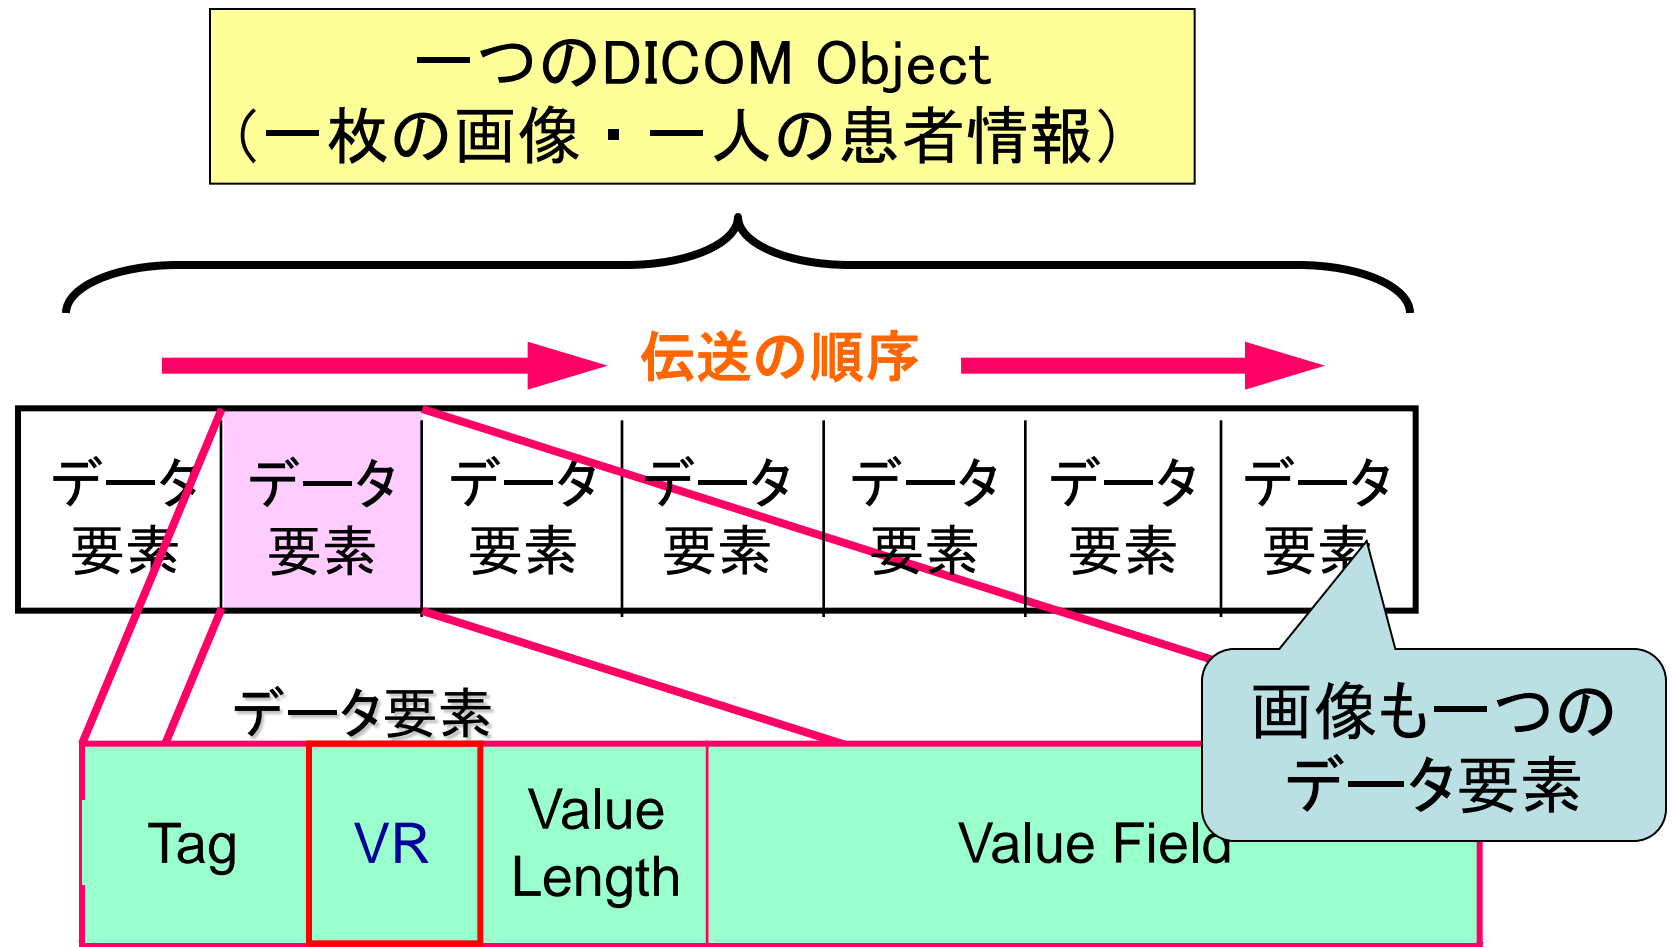 一つのDICOM Object
（一枚の画像・一人の患者情報）
伝送の順序
データ
要素
データ
要素
データ
要素
データ
要素
データ
要素
データ
要素
データ
要素
画像も一つの
データ要素
データ要素
Tag
VR
Value
Length
Value Field